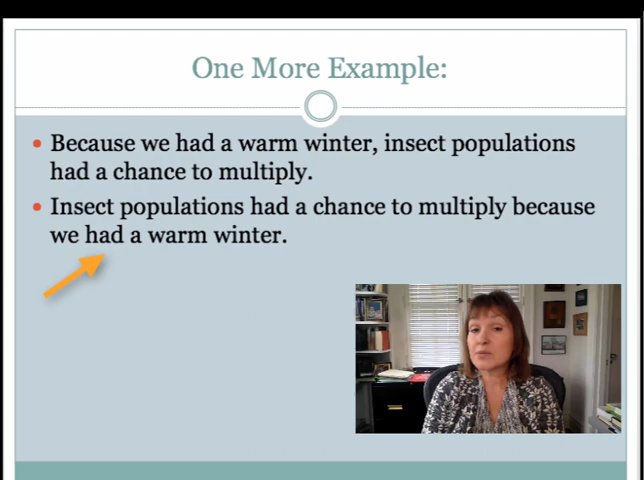 One More Example:
• Because we had a warm winter, insect populations
had a chance to multiply.
• Insect populations had a chance to multiply because
we had a warm winter.